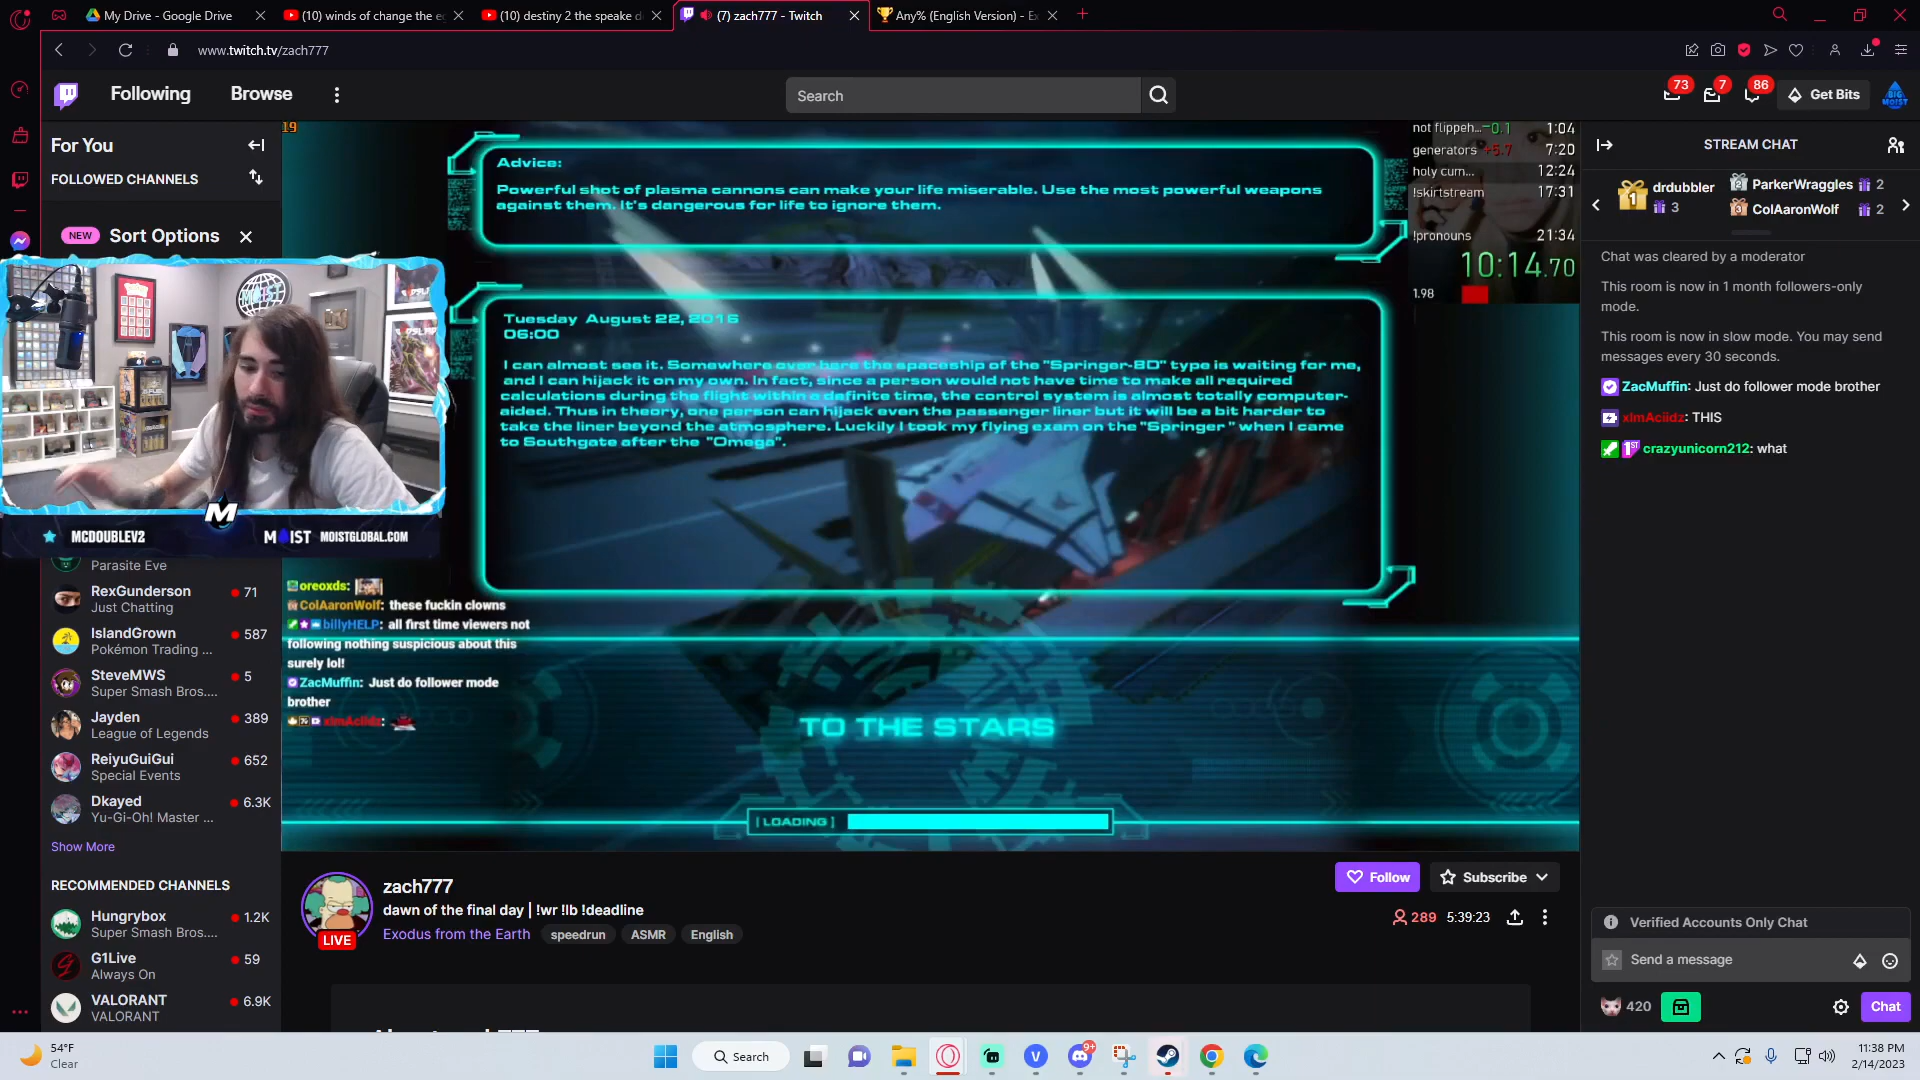 My Drive - Google Drive
(10) winds of change the e
(10) destiny 2 the speake d
(7) zach777 - Twitch
Any% (English Version) - Ex
www.twitch.tv/zach777
Following
Browse
Search
73
7
86
Get Bits
For You
FOLLOWED CHANNELS
NEW
Sort Options
MCDOUBLEV2
MOIST
MOISTGLOBAL.COM
Parasite Eve
RexGunderson
71
Just Chatting
IslandGrown
587
Pokémon Trading ...
SteveMWS
5
Super Smash Bros....
Jayden
389
League of Legends
ReiyuGuiGui
652
Special Events
Dkayed
6.3K
Yu-Gi-Oh! Master ...
Show More
RECOMMENDED CHANNELS
Hungrybox
1.2K
Super Smash Bros....
G1Live
59
Always On
VALORANT
6.9K
VALORANT
19
Advice:
Powerful shot of plasma cannons can make your life miserable. Use the most powerful weapons
against them. It's dangerous for life to ignore them.
Tuesday August 22, 2016
06:00
I can almost see it. Somewhere over here the spaceship of the "Springer-8D" type is waiting for me,
and I can hijack it on my own. In fact, since a person would not have time to make all required
calculations during the flight within a definite time, the control system is almost totally computer-
aided. Thus in theory, one person can hijack even the passenger liner but it will be a bit harder to
take the liner beyond the atmosphere. Luckily I took my flying exam on the "Springer" when I came
to Southgate after the "Omega".
not flippeh... -0.1 1:04
generators +5.7 7:20
holy cum... 12:24
!skirtstream 17:31
!pronouns 21:34
10:14.70
1.98
oreoxds:
ColAaronWolf: these fuckin clowns
billyHELP: all first time viewers not
following nothing suspicious about this
surely lol!
ZacMuffin: Just do follower mode
brother
xImAciidz:
TO THE STARS
[ LOADING ]
LIVE
zach777
dawn of the final day | !wr !lb !deadline
Exodus from the Earth
speedrun
ASMR
English
Follow
Subscribe
289
5:39:23
STREAM CHAT
1
drdubbler
3
ParkerWraggles 2
ColAaronWolf 2
Chat was cleared by a moderator
This room is now in 1 month followers-only
mode.
This room is now in slow mode. You may send
messages every 30 seconds.
ZacMuffin: Just do follower mode brother
xImAciidz: THIS
crazyunicorn212: what
Verified Accounts Only Chat
Send a message
420
Chat
54°F
Clear
Search
9+
11:38 PM
2/14/2023